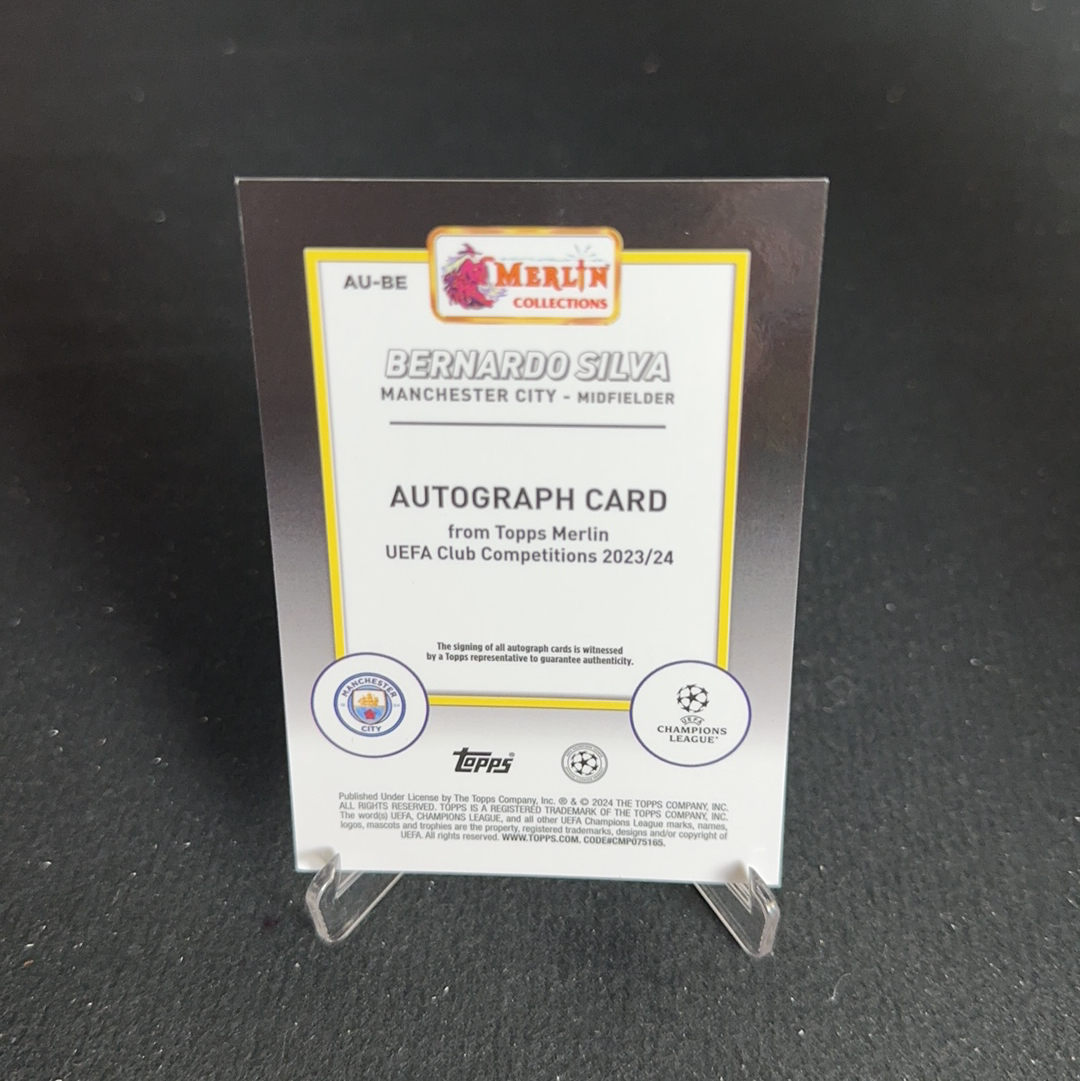 AU-BE
MERLIN
COLLECTIONS
BERNARDO SILVA
MANCHESTER CITY - MIDFIELDER
AUTOGRAPH CARD
from Topps Merlin
UEFA Club Competitions 2023/24
The signing of all autograph cards is witnessed
by a Topps representative to guarantee authenticity.
MANCHESTER
CITY
UEFA
CHAMPIONS
LEAGUE®
topps®
Published Under License by The Topps Company, Inc. ® & © 2024 THE TOPPS COMPANY, INC.
ALL RIGHTS RESERVED. TOPPS IS A REGISTERED TRADEMARK OF THE TOPPS COMPANY, INC.
The word(s) UEFA, CHAMPIONS LEAGUE, and all other UEFA Champions League marks, names,
logos, mascots and trophies are the property, registered trademarks, designs and/or copyright of
UEFA. All rights reserved. WWW.TOPPS.COM. CODE#CMP075165.